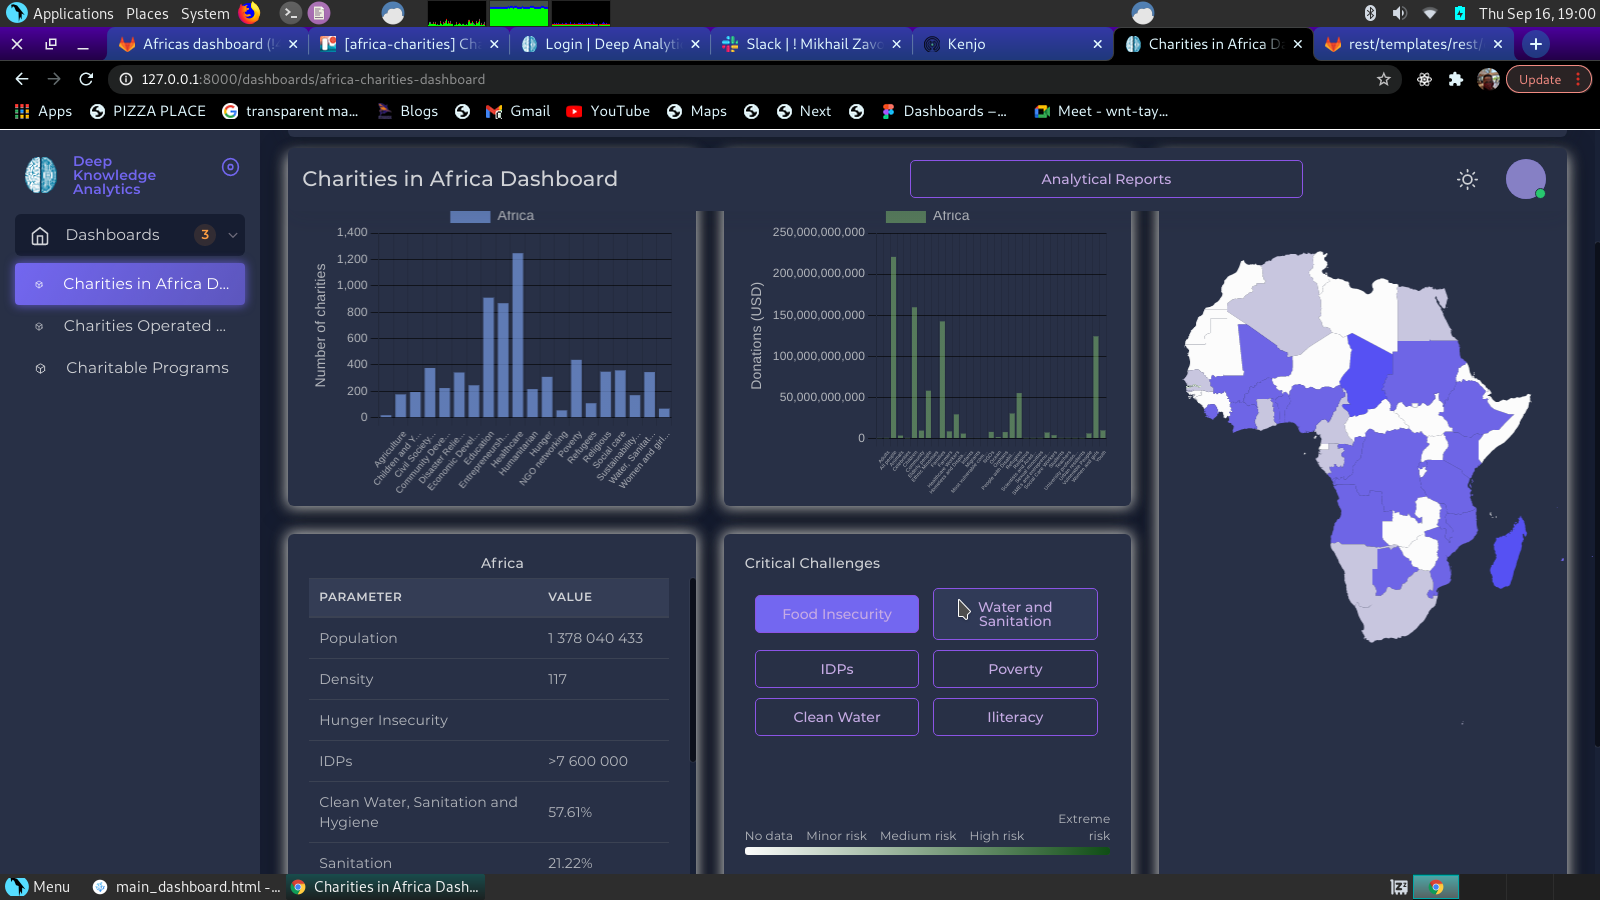 Applications Places System
Thu Sep 16, 19:00
Africas dashboard (!
[africa-charities] Ch
Login | Deep Analyti
Slack | ! Mikhail Zavo
Kenjo
Charities in Africa D
rest/templates/rest/
127.0.0.1:8000/dashboards/africa-charities-dashboard
Update
Apps
PIZZA PLACE
transparent ma...
Blogs
Gmail
YouTube
Maps
Next
Dashboards –...
Meet - wnt-tay...
Deep
Knowledge
Analytics
Dashboards
3
Charities in Africa D...
Charities Operated ...
Charitable Programs
Charities in Africa Dashboard
Analytical Reports
Africa
Number of charities
1,400
1,200
1,000
800
600
400
200
0
Agriculture
Children and Y...
Civil Society...
Community Deve...
Disaster Relie...
Economic Devel...
Education
Entrepreneursh...
Healthcare
Humanitarian
Hunger
NGO networking
Poverty
Refugees
Religious
Social care
Sustainability...
Water, Sanitat...
Women and girl...
Africa
Donations (USD)
250,000,000,000
200,000,000,000
150,000,000,000
100,000,000,000
50,000,000,000
0
Africa
PARAMETER VALUE
Population 1 378 040 433
Density 117
Hunger Insecurity
IDPs >7 600 000
Clean Water, Sanitation and
Hygiene
57.61%
Sanitation 21.22%
Critical Challenges
Food Insecurity
Water and
Sanitation
IDPs
Poverty
Clean Water
Iliteracy
No data Minor risk Medium risk High risk Extreme
risk
Menu
main_dashboard.html -...
Charities in Africa Dash...